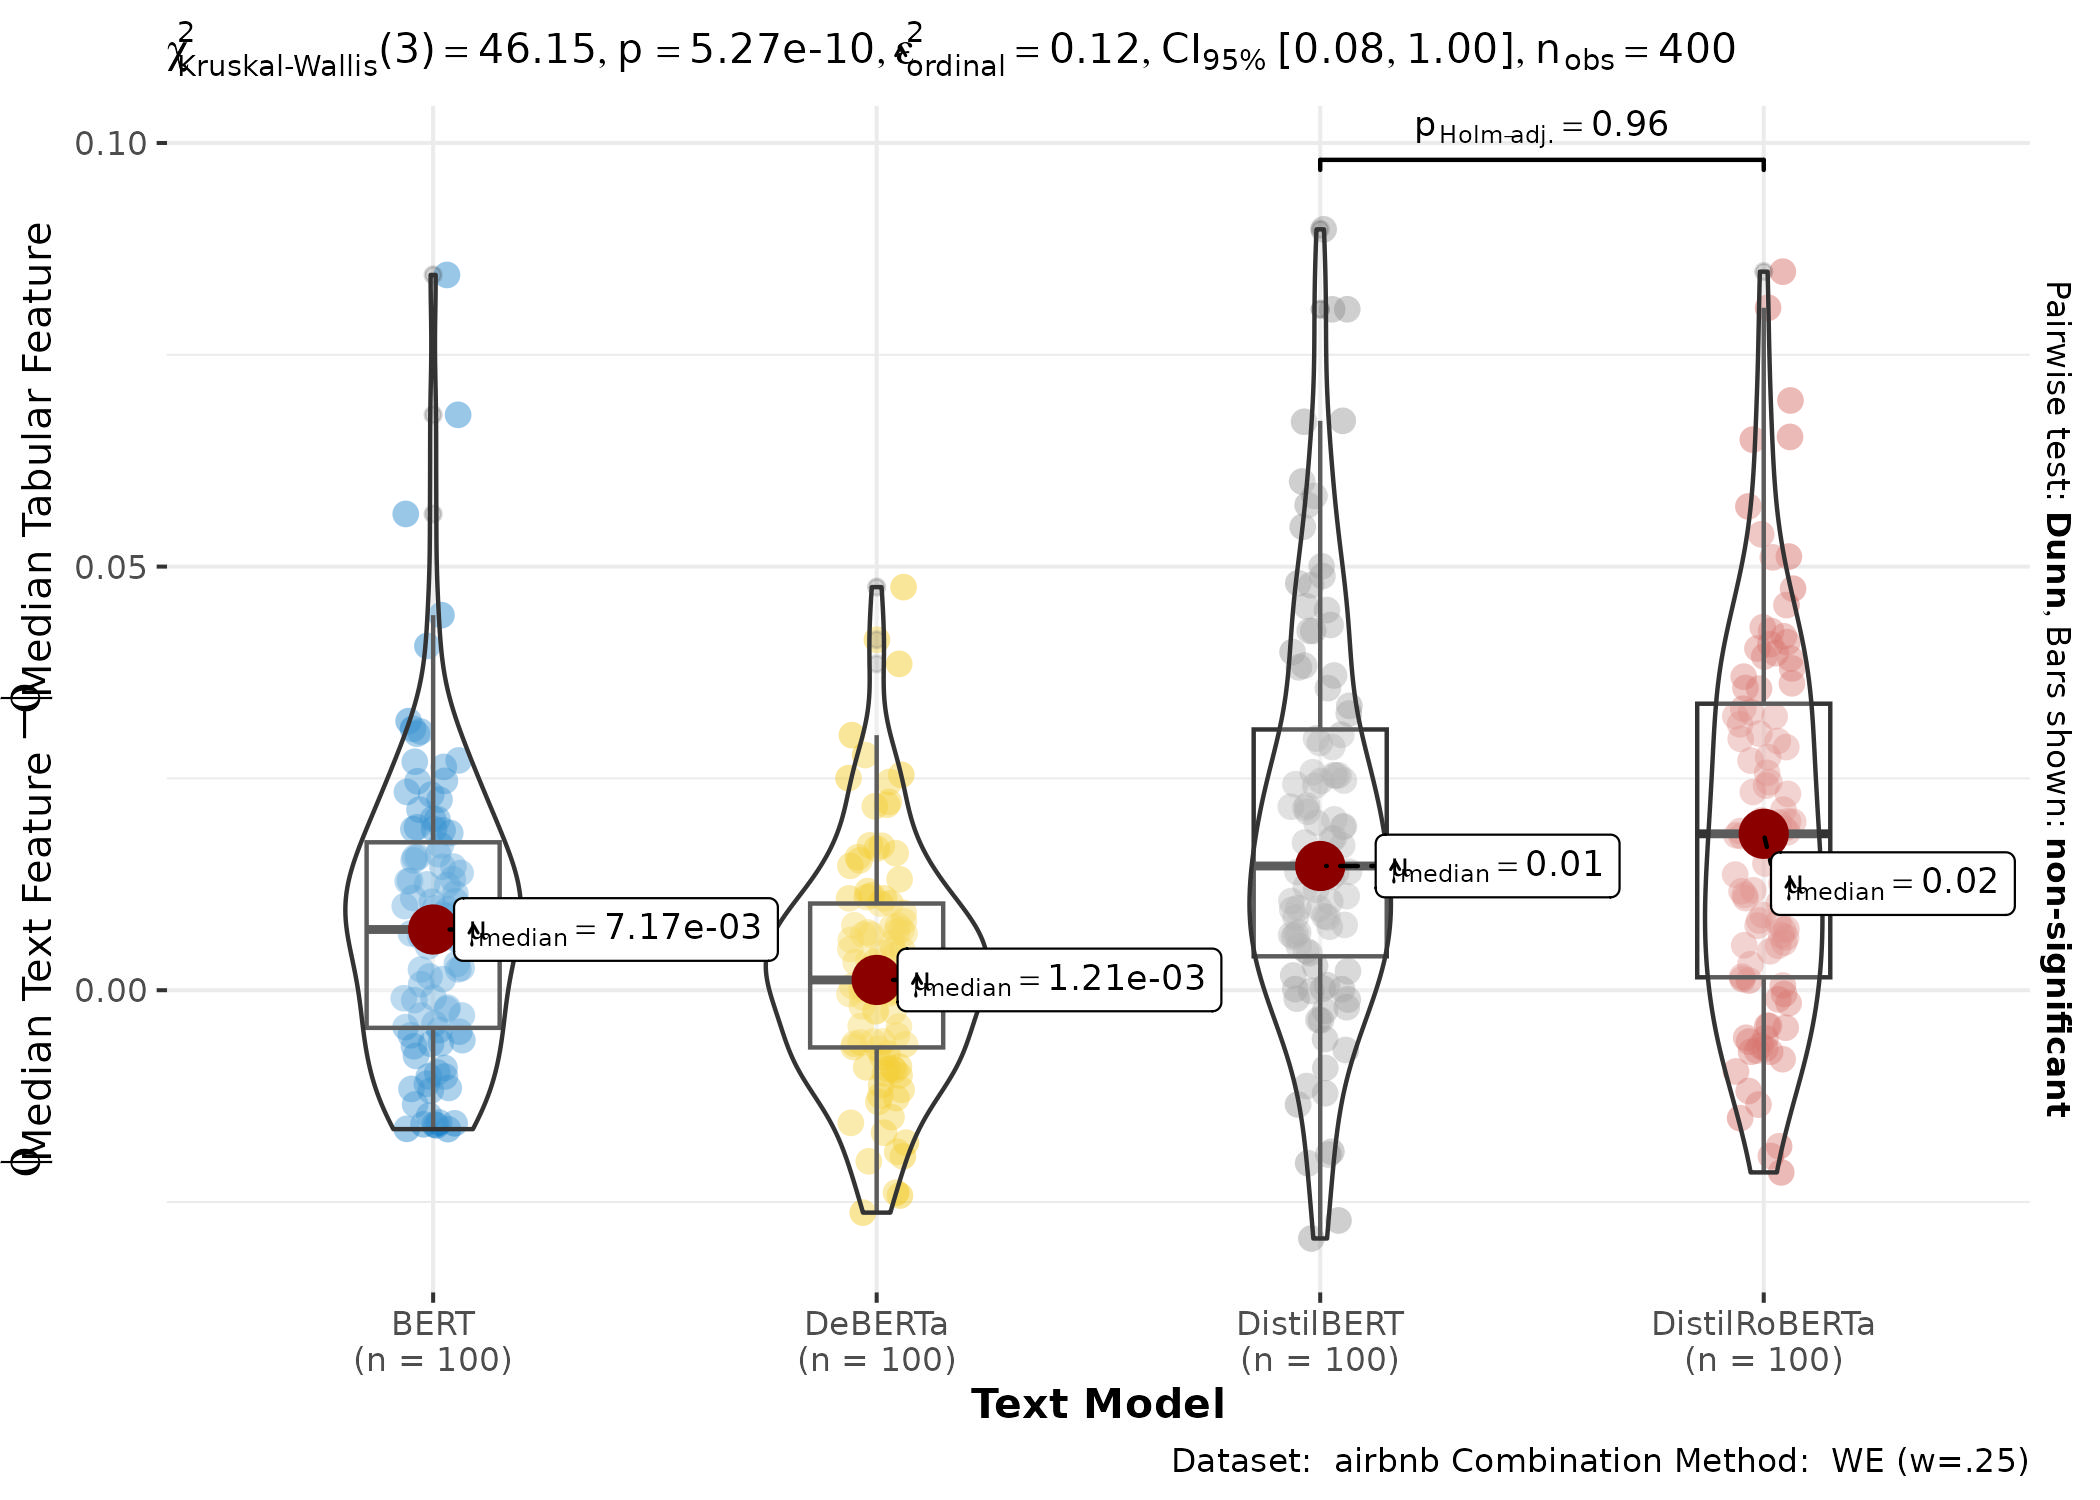 χ̂²Kruskal-Wallis(3) = 46.15, p = 5.27e-10, ε̂²ordinal = 0.12, CI95% [0.08, 1.00], nobs = 400
pHolm-adj. = 0.96
0.10
0.05
0.00
ϕ Median Text Feature − ϕ Median Tabular Feature
μ̂median = 7.17e-03
μ̂median = 1.21e-03
μ̂median = 0.01
μ̂median = 0.02
Pairwise test: Dunn, Bars shown: non-significant
BERT
(n = 100)
DeBERTa
(n = 100)
DistilBERT
(n = 100)
DistilRoBERTa
(n = 100)
Text Model
Dataset:  airbnb Combination Method:  WE (w=.25)